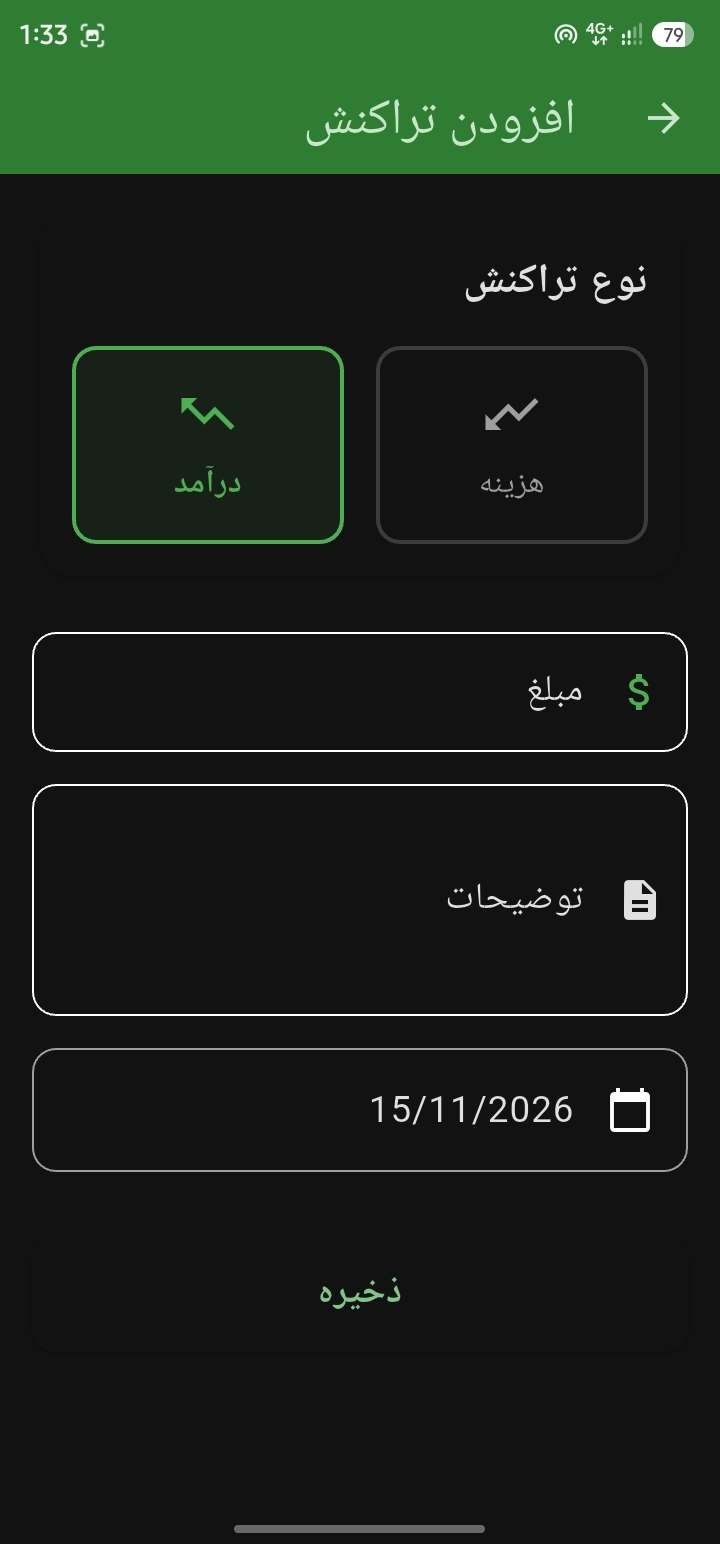 1:33
4G+
79
افزودن تراکنش
نوع تراکنش
هزینه
درآمد
$ مبلغ
توضیحات
15/11/2026
ذخیره